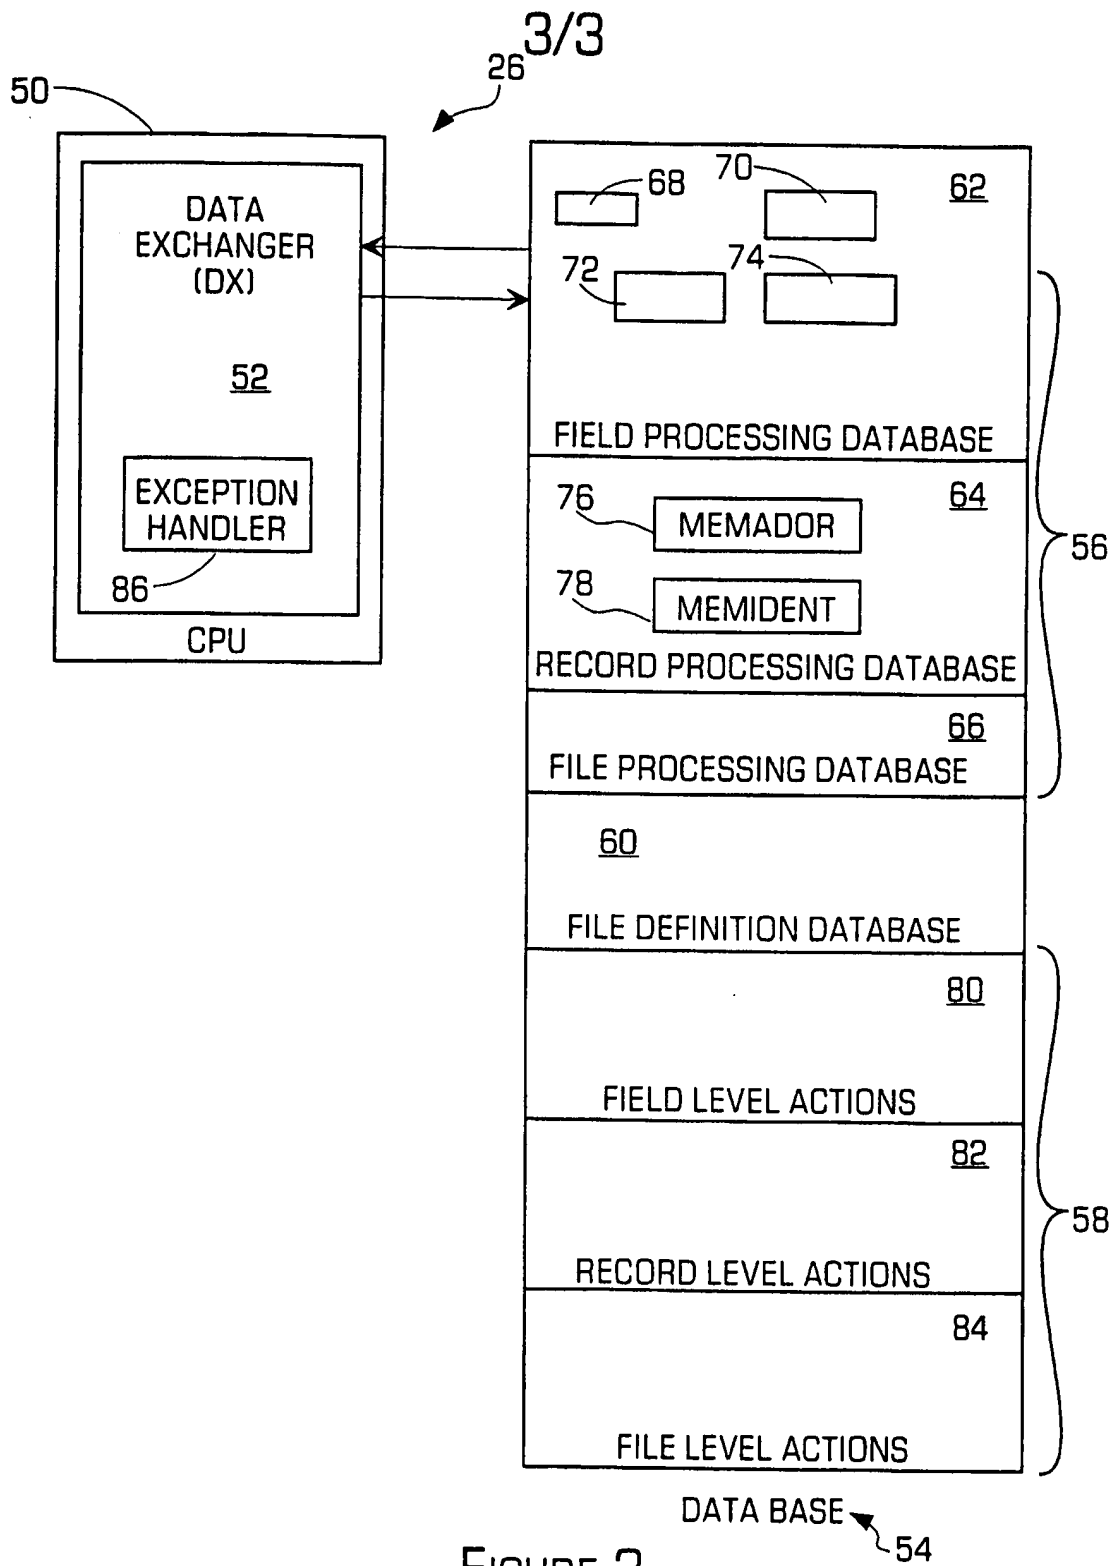 3/3
26
50
DATA
EXCHANGER
(DX)
52
EXCEPTION
HANDLER
86
CPU
68
70
62
72
74
FIELD PROCESSING DATABASE
76
MEMADOR
64
78
MEMIDENT
RECORD PROCESSING DATABASE
66
FILE PROCESSING DATABASE
56
60
FILE DEFINITION DATABASE
80
FIELD LEVEL ACTIONS
82
RECORD LEVEL ACTIONS
58
84
FILE LEVEL ACTIONS
DATA BASE
54